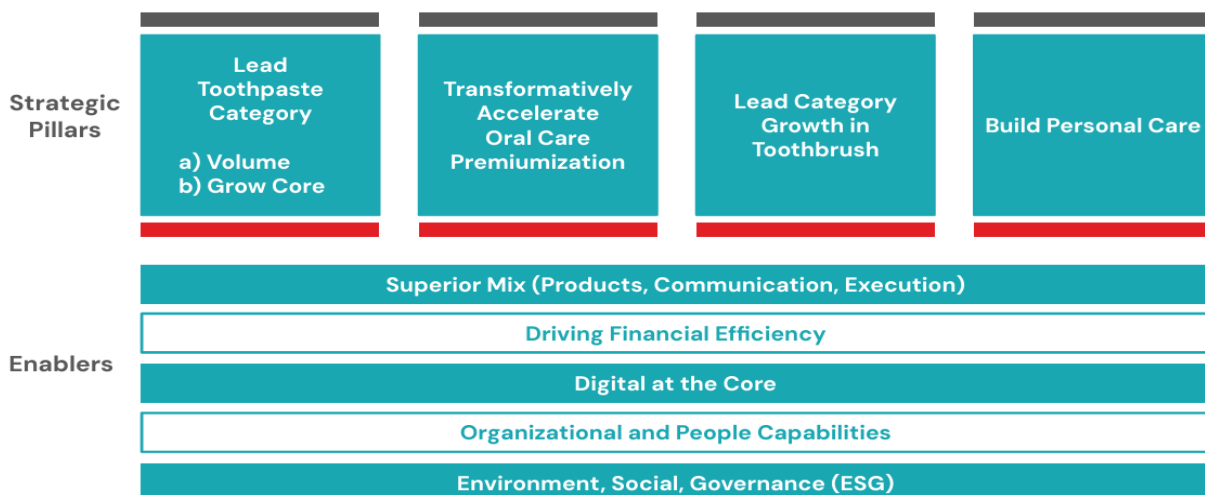 Strategic
Pillars
Lead
Toothpaste
Category
a) Volume
b) Grow Core
Transformatively
Accelerate
Oral Care
Premiumization
Lead Category
Growth in
Toothbrush
Build Personal Care
Enablers
Superior Mix (Products, Communication, Execution)
Driving Financial Efficiency
Digital at the Core
Organizational and People Capabilities
Environment, Social, Governance (ESG)